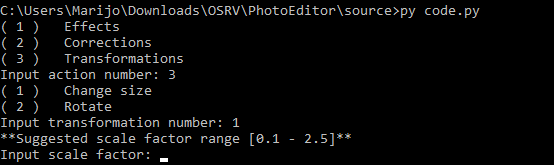 C:\Users\Marijo\Downloads\OSRV\PhotoEditor\source>py code.py
( 1 )   Effects
( 2 )   Corrections
( 3 )   Transformations
Input action number: 3
( 1 )   Change size
( 2 )   Rotate
Input transformation number: 1
**Suggested scale factor range [0.1 - 2.5]**
Input scale factor: _